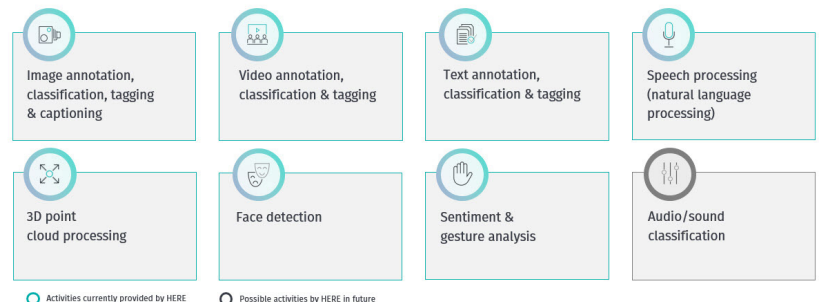 Image annotation,
classification, tagging
& captioning
Video annotation,
classification & tagging
Text annotation,
classification & tagging
Speech processing
(natural language
processing)
3D point
cloud processing
Face detection
Sentiment &
gesture analysis
Audio/sound
classification
Activities currently provided by HERE
Possible activities by HERE in future